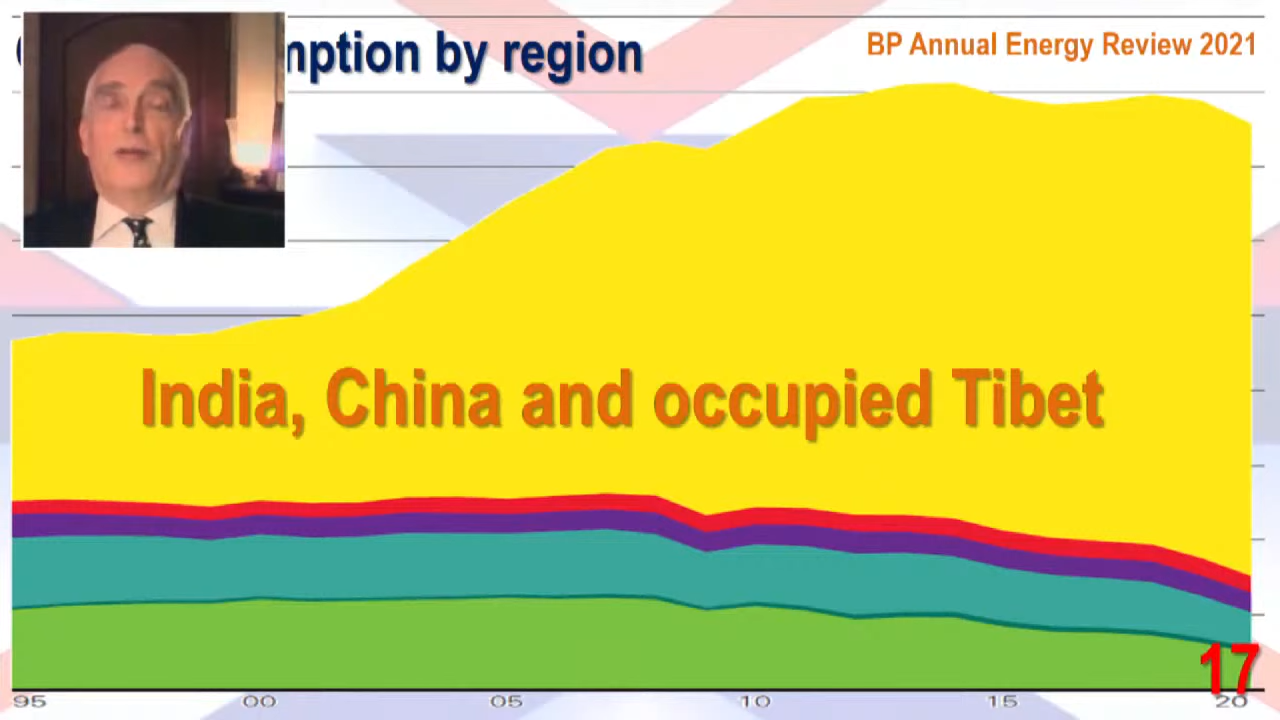 mption by region
BP Annual Energy Review 2021
India, China and occupied Tibet
17
95 00 05 10 15 20